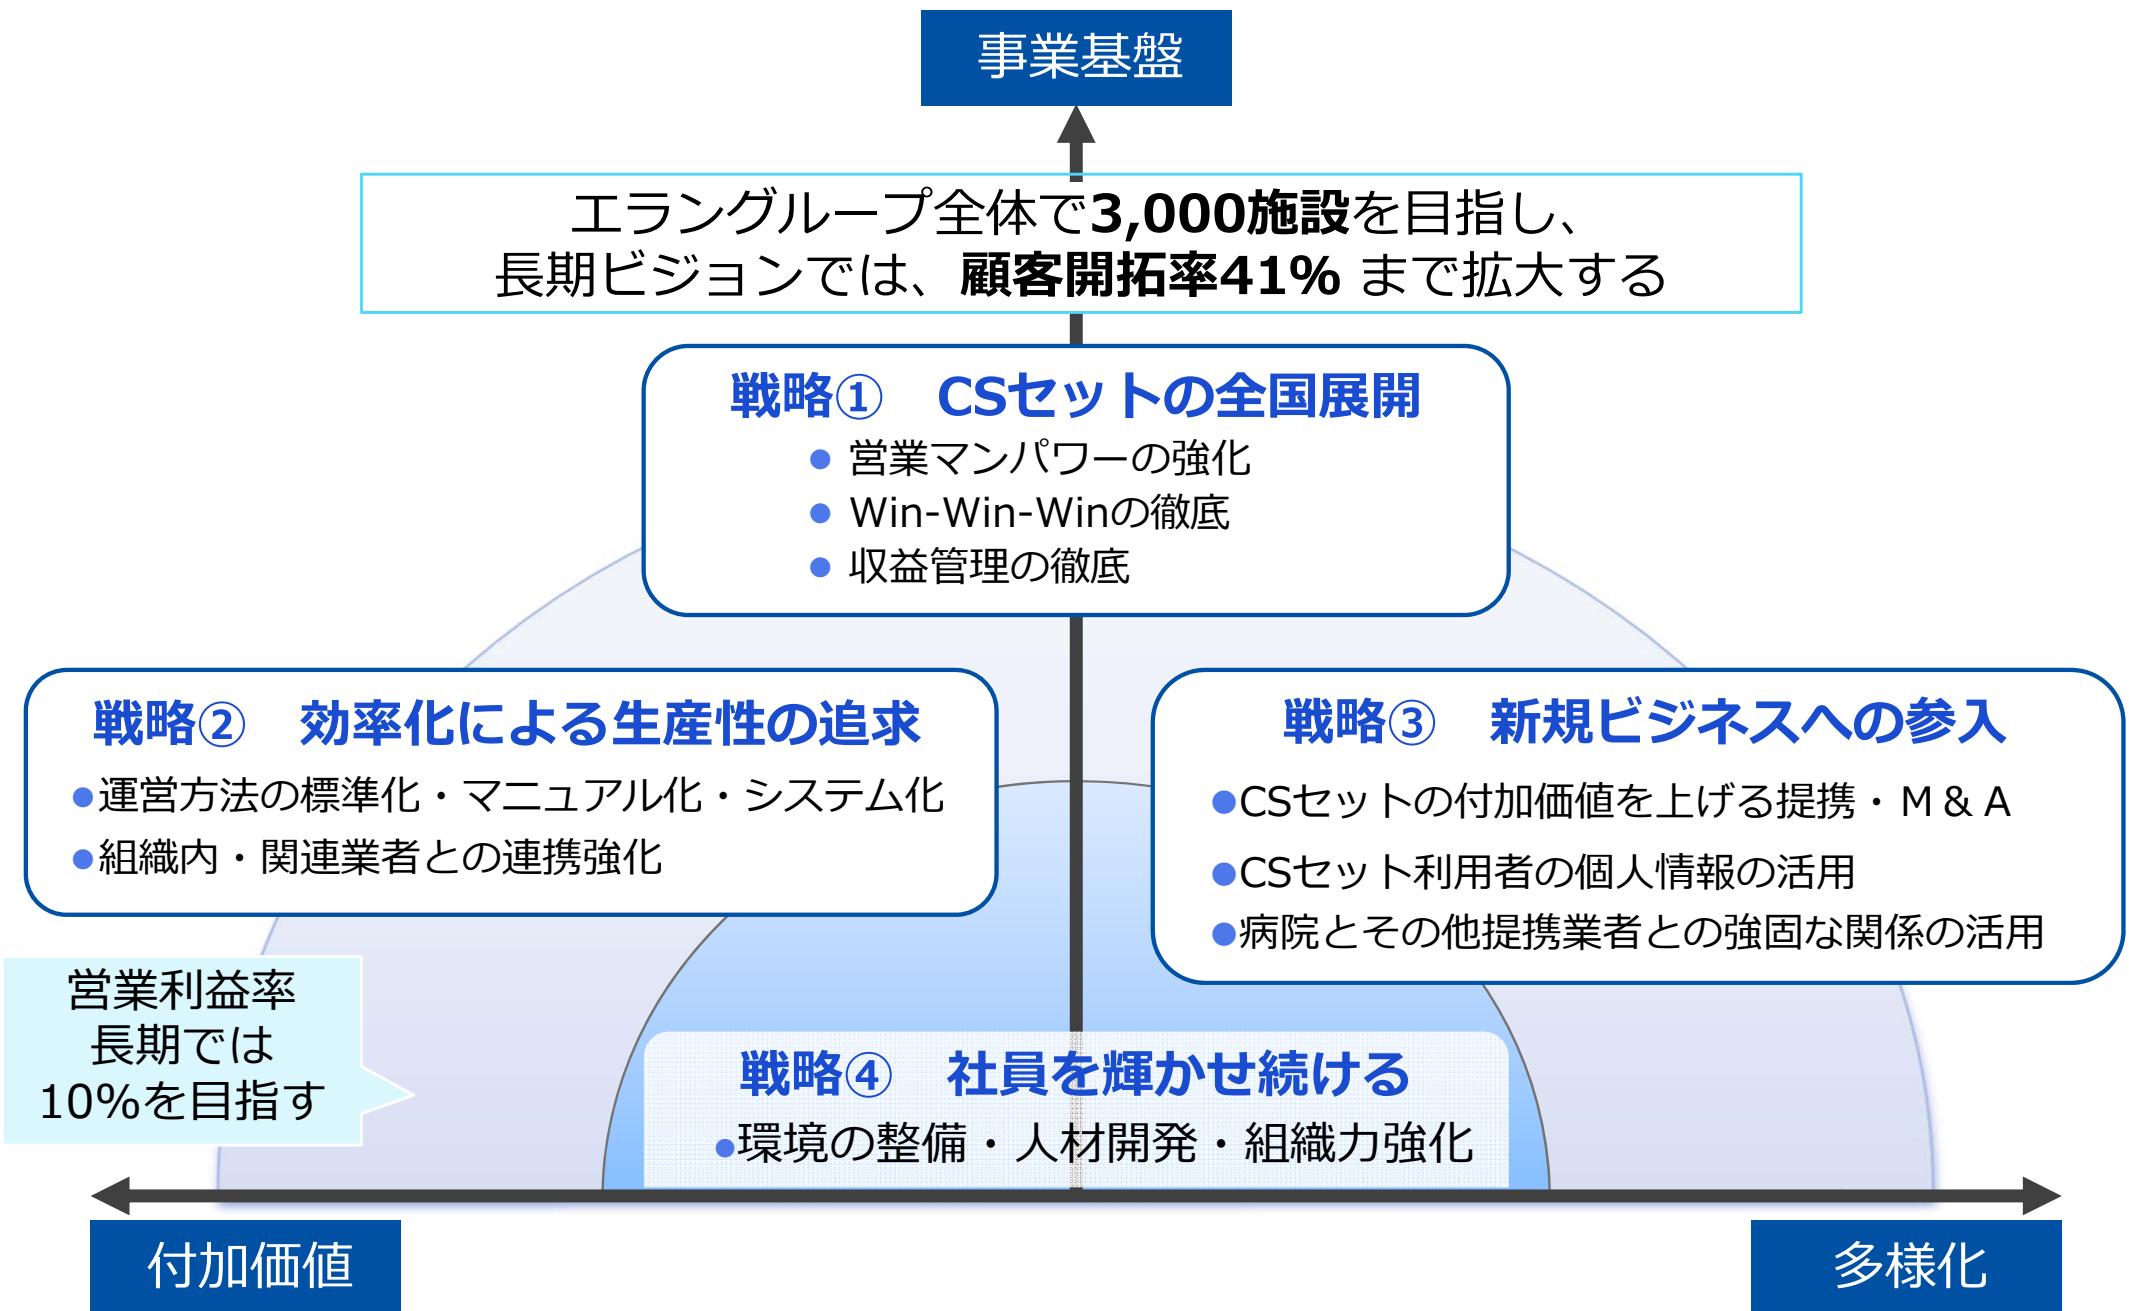 事業基盤
エラングループ全体で3,000施設を目指し、
長期ビジョンでは、顧客開拓率41% まで拡大する
戦略① CSセットの全国展開
● 営業マンパワーの強化
● Win-Win-Winの徹底
● 収益管理の徹底
戦略② 効率化による生産性の追求
●運営方法の標準化・マニュアル化・システム化
●組織内・関連業者との連携強化
戦略③ 新規ビジネスへの参入
●CSセットの付加価値を上げる提携・M&A
●CSセット利用者の個人情報の活用
●病院とその他提携業者との強固な関係の活用
営業利益率
長期では
10%を目指す
戦略④ 社員を輝かせ続ける
●環境の整備・人材開発・組織力強化
付加価値
多様化